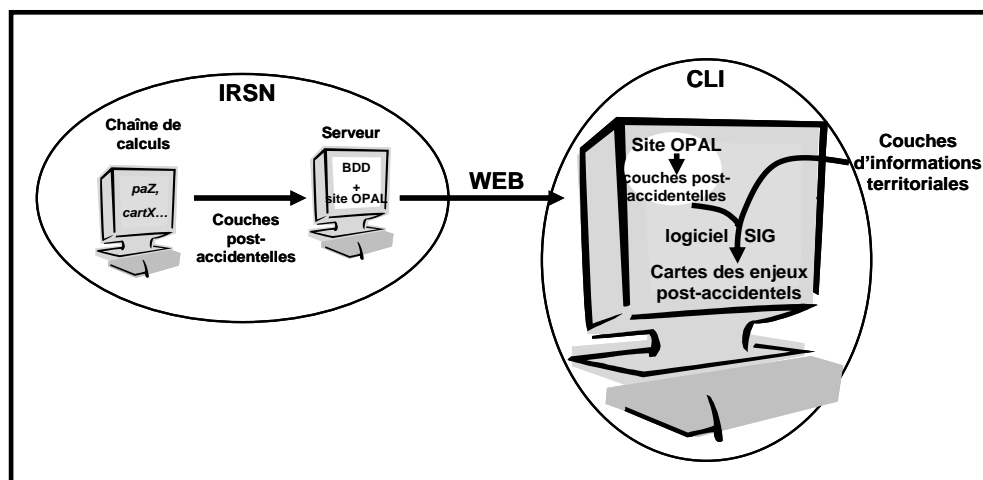 IRSN
Chaîne de
calculs
paZ,
cartX...
Couches
post-
accidentelles
Serveur
BDD
+
site OPAL
WEB
CLI
Site OPAL
couches post-
accidentelles
logiciel SIG
Cartes des enjeux
post-accidentels
Couches
d'informations
territoriales